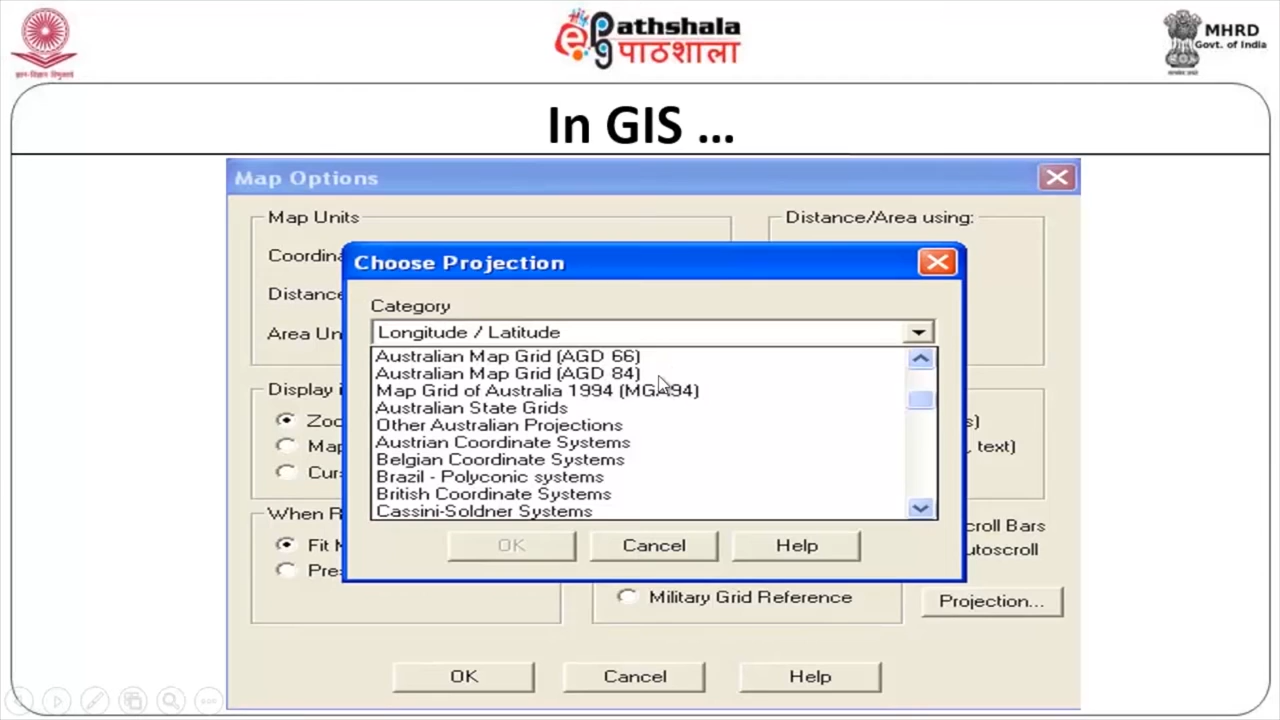 ePathshala
पाठशाला
MHRD
Govt. of India
In GIS ...
Map Options
Map Units
Distance/Area using:
Coordina
Distance
Area Un
Choose Projection
Category
Longitude / Latitude
Australian Map Grid (AGD 66)
Australian Map Grid (AGD 84)
Map Grid of Australia 1994 (MGA 94)
Australian State Grids
Other Australian Projections
Austrian Coordinate Systems
Belgian Coordinate Systems
Brazil - Polyconic systems
British Coordinate Systems
Cassini-Soldner Systems
OK Cancel Help
Display i
Zoo
s)
Map
, text)
Cur
When R
croll Bars
Fit M
utoscroll
Pre
Military Grid Reference
Projection...
OK Cancel Help